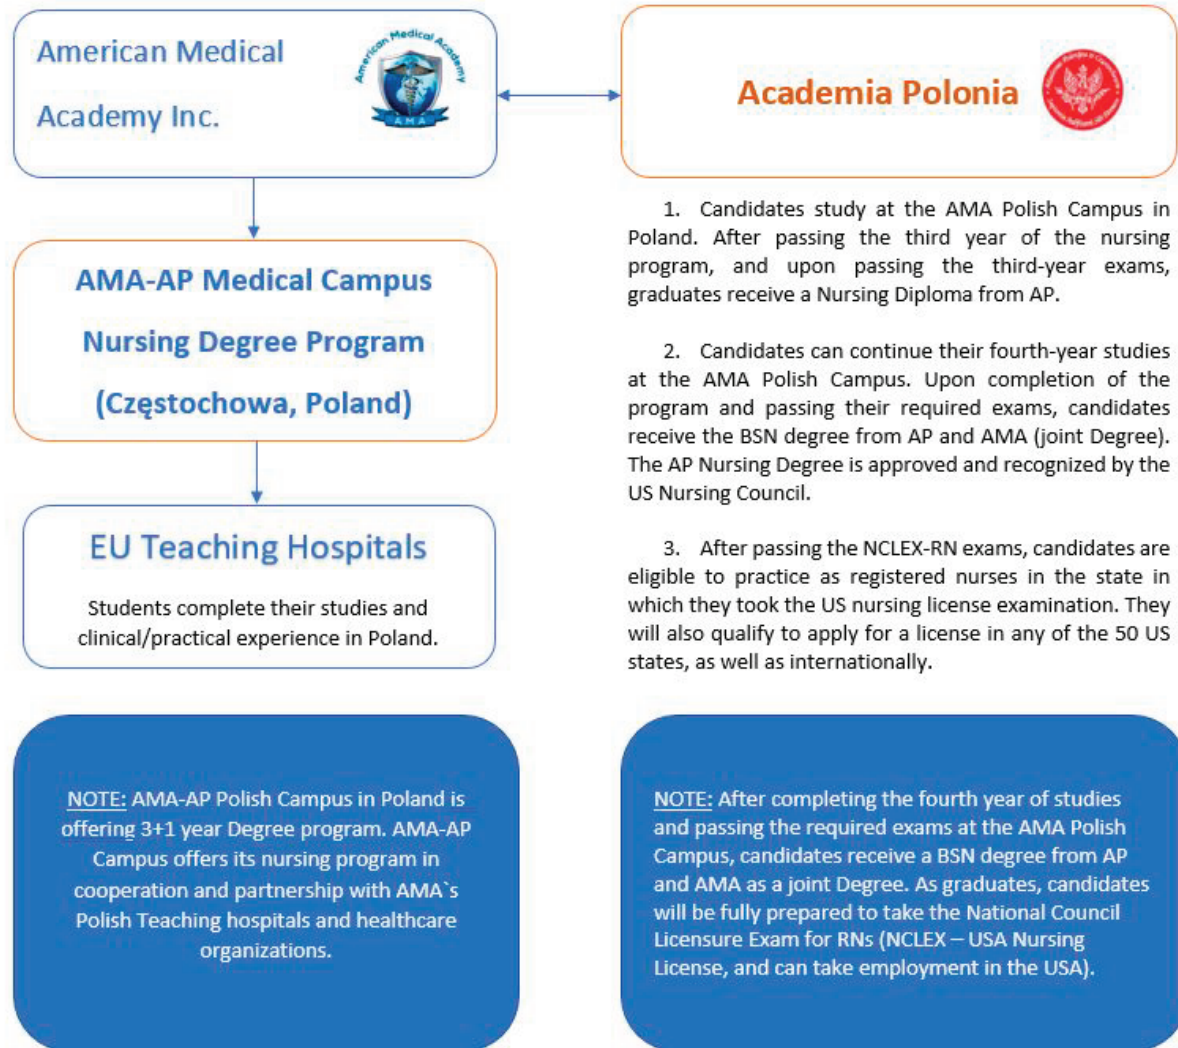 American Medical
Academy Inc.
American Medical Academy
AMA
Academia Polonia
AMA-AP Medical Campus
Nursing Degree Program
(Częstochowa, Poland)
EU Teaching Hospitals
Students complete their studies and
clinical/practical experience in Poland.
1. Candidates study at the AMA Polish Campus in
Poland. After passing the third year of the nursing
program, and upon passing the third-year exams,
graduates receive a Nursing Diploma from AP.
2. Candidates can continue their fourth-year studies
at the AMA Polish Campus. Upon completion of the
program and passing their required exams, candidates
receive the BSN degree from AP and AMA (joint Degree).
The AP Nursing Degree is approved and recognized by the
US Nursing Council.
3. After passing the NCLEX-RN exams, candidates are
eligible to practice as registered nurses in the state in
which they took the US nursing license examination. They
will also qualify to apply for a license in any of the 50 US
states, as well as internationally.
NOTE: AMA-AP Polish Campus in Poland is
offering 3+1 year Degree program. AMA-AP
Campus offers its nursing program in
cooperation and partnership with AMA`s
Polish Teaching hospitals and healthcare
organizations.
NOTE: After completing the fourth year of studies
and passing the required exams at the AMA Polish
Campus, candidates receive a BSN degree from AP
and AMA as a joint Degree. As graduates, candidates
will be fully prepared to take the National Council
Licensure Exam for RNs (NCLEX – USA Nursing
License, and can take employment in the USA).